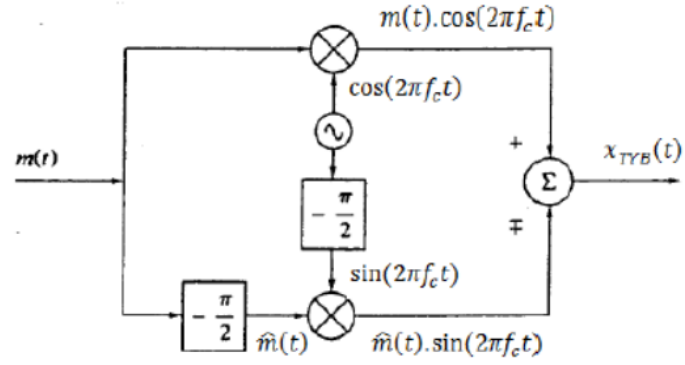 m(t).cos(2πf_c t)
cos(2πf_c t)
m(t)
+
Σ
x_TYB(t)
− π/2
∓
sin(2πf_c t)
− π/2
m̂(t)
m̂(t).sin(2πf_c t)